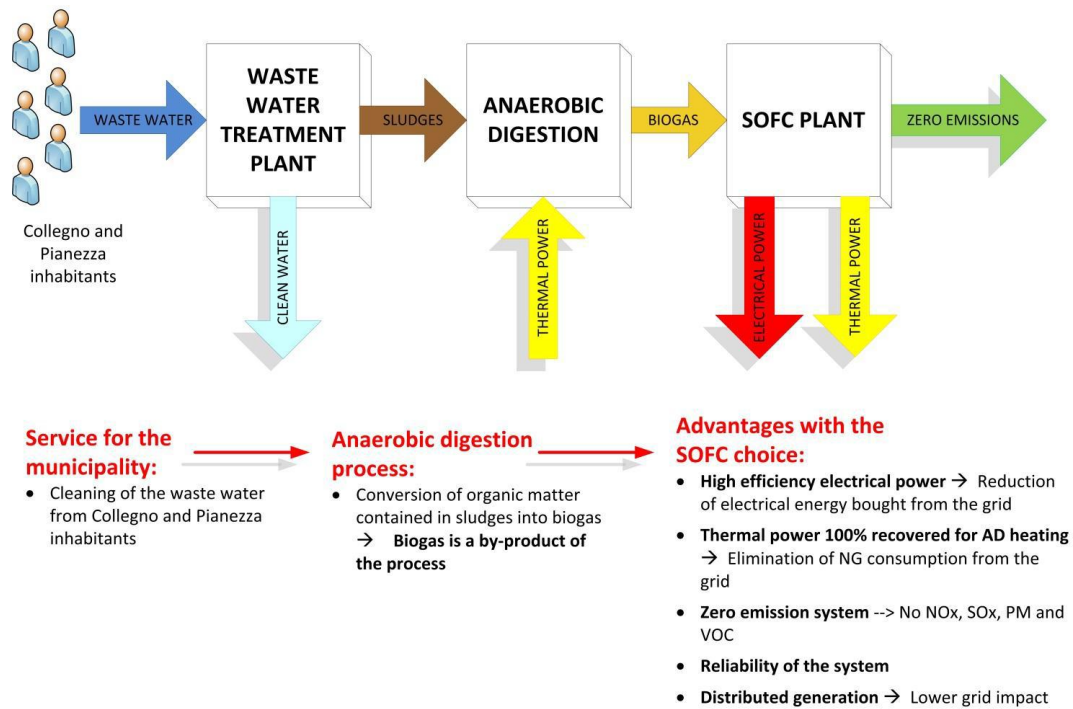 WASTE WATER
WASTE
WATER
TREATMENT
PLANT
SLUDGES
ANAEROBIC
DIGESTION
BIOGAS
SOFC PLANT
ZERO EMISSIONS
Collegno and
Pianezza
inhabitants
CLEAN WATER
THERMAL POWER
ELECTRICAL POWER
THERMAL POWER
Service for the
municipality:
• Cleaning of the waste water
from Collegno and Pianezza
inhabitants
Anaerobic digestion
process:
• Conversion of organic matter
contained in sludges into biogas
→ Biogas is a by-product of
the process
Advantages with the
SOFC choice:
• High efficiency electrical power → Reduction
of electrical energy bought from the grid
• Thermal power 100% recovered for AD heating
→ Elimination of NG consumption from the
grid
• Zero emission system --> No NOx, SOx, PM and
VOC
• Reliability of the system
• Distributed generation → Lower grid impact